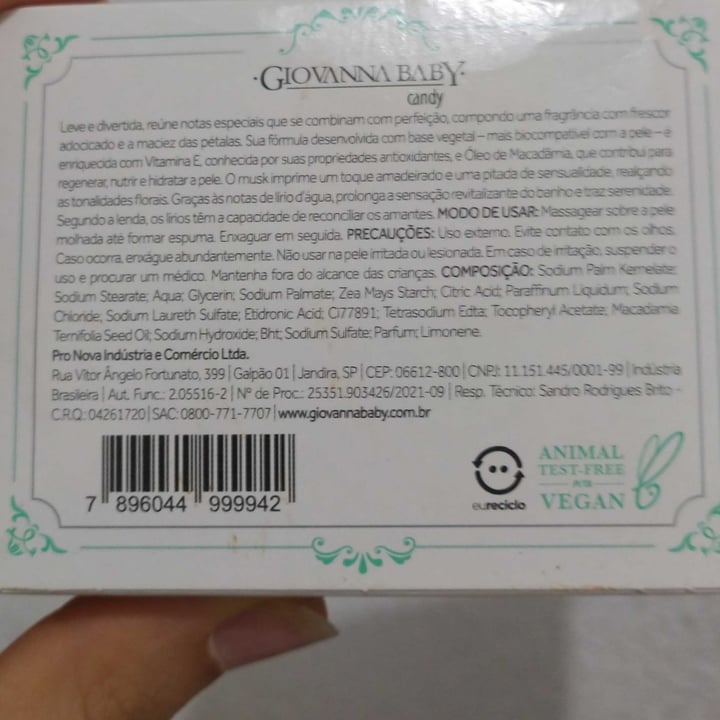 GIOVANNA BABY
candy
Leve e divertida, reúne notas especiais que se combinam com perfeição, compondo uma fragrância com frescor
adocicado e a maciez das pétalas. Sua fórmula desenvolvida com base vegetal – mais biocompatível com a pele – e
enriquecida com Vitamina E, conhecida por suas propriedades antioxidantes, e Óleo de Macadâmia, que contribui para
regenerar, nutrir e hidratar a pele. O musk imprime um toque amadeirado e uma pitada de sensualidade, realçando
as tonalidades florais. Graças às notas de lírio d'água, prolonga a sensação revitalizante do banho e traz serenidade.
Segundo a lenda, os lírios têm a capacidade de reconciliar os amantes. MODO DE USAR: Massagear sobre a pele
molhada até formar espuma. Enxaguar em seguida. PRECAUÇÕES: Uso externo. Evite contato com os olhos.
Caso ocorra, enxágue abundantemente. Não usar na pele irritada ou lesionada. Em caso de irritação, suspender o
uso e procurar um médico. Mantenha fora do alcance das crianças. COMPOSIÇÃO: Sodium Palm Kernelate;
Sodium Stearate; Aqua; Glycerin; Sodium Palmate; Zea Mays Starch; Citric Acid; Paraffinum Liquidum; Sodium
Chloride; Sodium Laureth Sulfate; Etidronic Acid; CI77891; Tetrasodium Edta; Tocopheryl Acetate; Macadamia
Ternifolia Seed Oil; Sodium Hydroxide; Bht; Sodium Sulfate; Parfum; Limonene.
Pro Nova Indústria e Comércio Ltda.
Rua Vitor Ângelo Fortunato, 399 | Galpão 01 | Jandira, SP | CEP: 06612-800 | CNPJ: 11.151.445/0001-99 | Indústria
Brasileira | Aut. Func.: 2.05516-2 | Nº de Proc.: 25351.903426/2021-09 | Resp. Técnico: Sandro Rodrigues Brito -
C.R.Q: 04261720 | SAC: 0800-771-7707 | www.giovannababy.com.br
7 896044 999942
eureciclo
ANIMAL
TEST-FREE
PETA
VEGAN